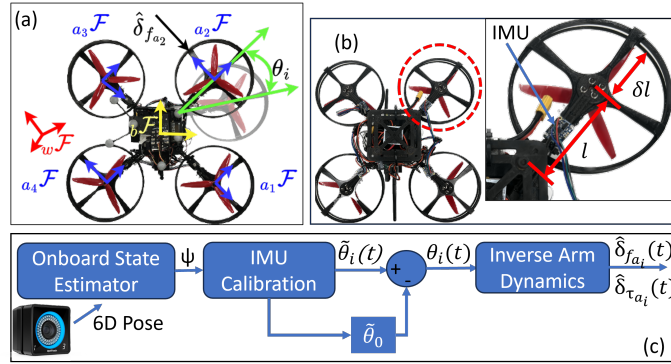 (a)
a₃F
a₂F
δ̂_{f_{a₂}}
θᵢ
bF
wF
a₄F
a₁F
(b)
IMU
δl
l
Onboard State
Estimator
ψ
IMU
Calibration
θ̃ᵢ(t)
+
-
θᵢ(t)
Inverse Arm
Dynamics
δ̂_{f_{aᵢ}}(t)
δ̂_{τ_{aᵢ}}(t)
6D Pose
θ̃₀
(c)